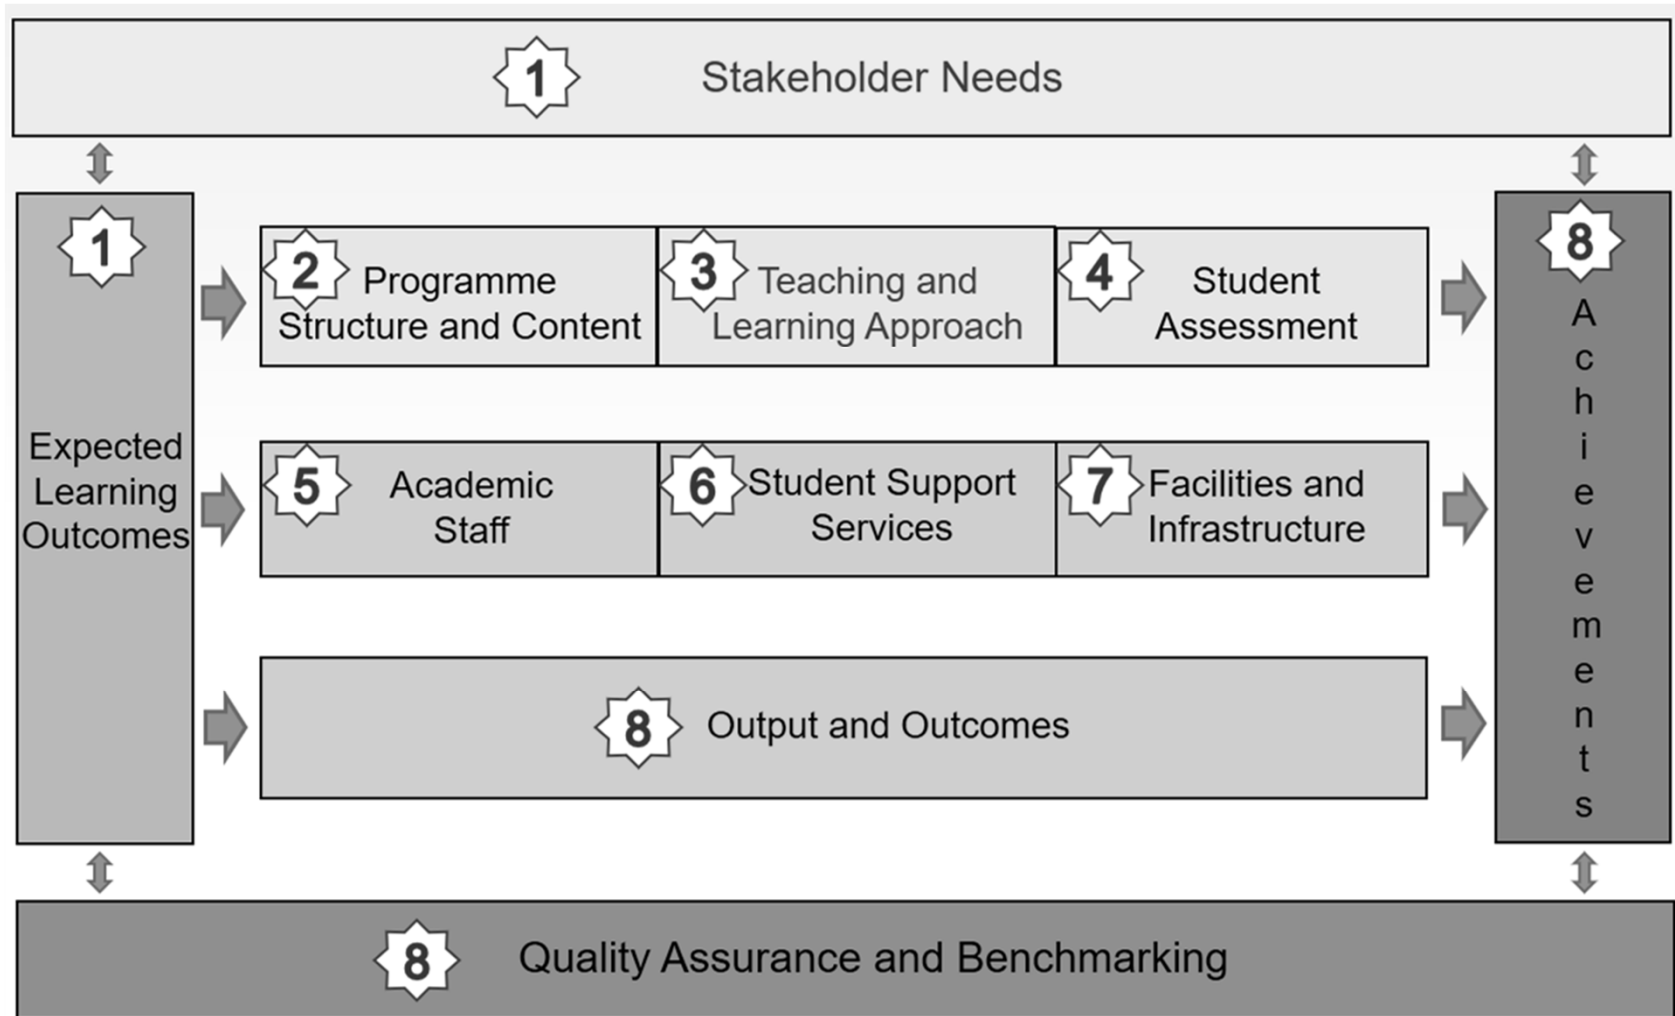 1 Stakeholder Needs
1
Expected
Learning
Outcomes
2 Programme
Structure and Content
3 Teaching and
Learning Approach
4 Student
Assessment
5 Academic
Staff
6 Student Support
Services
7 Facilities and
Infrastructure
8 Output and Outcomes
8
Achievements
8 Quality Assurance and Benchmarking